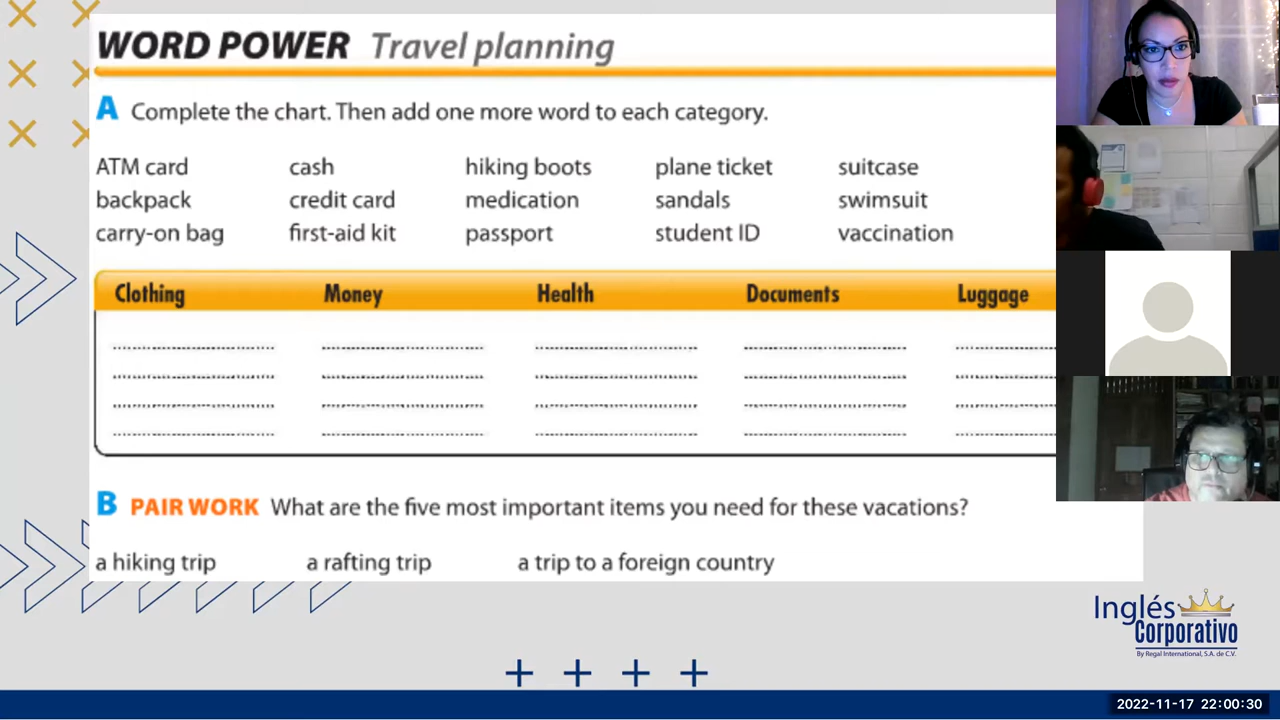 WORD POWER Travel planning
A Complete the chart. Then add one more word to each category.
ATM card cash hiking boots plane ticket suitcase
backpack credit card medication sandals swimsuit
carry-on bag first-aid kit passport student ID vaccination
Clothing Money Health Documents Luggage
B PAIR WORK What are the five most important items you need for these vacations?
a hiking trip a rafting trip a trip to a foreign country
Inglés
Corporativo
By Regal International, S.A. de C.V.
2022-11-17 22:00:30